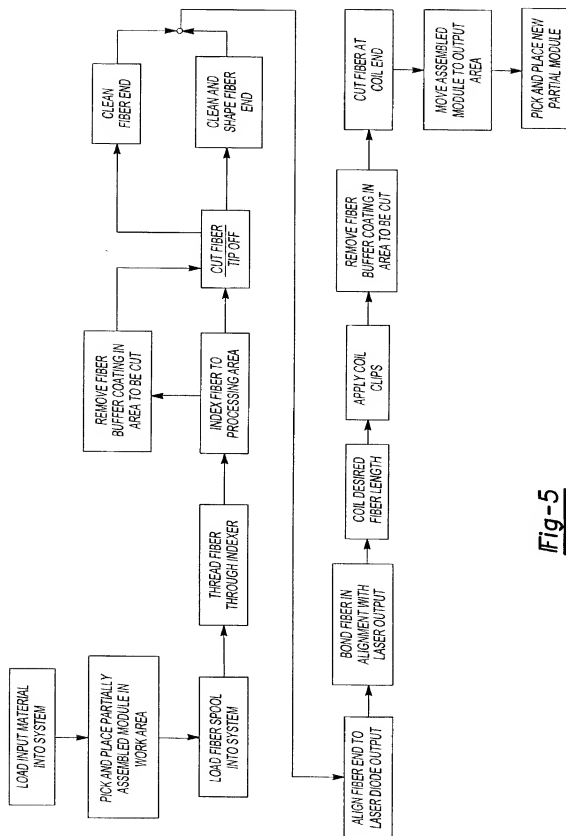 LOAD INPUT MATERIAL
INTO SYSTEM
PICK AND PLACE PARTIALLY
ASSEMBLED MODULE IN
WORK AREA
LOAD FIBER SPOOL
INTO SYSTEM
THREAD FIBER
THROUGH INDEXER
INDEX FIBER TO
PROCESSING AREA
REMOVE FIBER
BUFFER COATING IN
AREA TO BE CUT
CUT FIBER
TIP OFF
CLEAN
FIBER END
CLEAN AND
SHAPE FIBER
END
ALIGN FIBER END TO
LASER DIODE OUTPUT
BOND FIBER IN
ALIGNMENT WITH
LASER OUTPUT
COIL DESIRED
FIBER LENGTH
APPLY COIL
CLIPS
REMOVE FIBER
BUFFER COATING IN
AREA TO BE CUT
CUT FIBER AT
COIL END
MOVE ASSEMBLED
MODULE TO OUTPUT
AREA
PICK AND PLACE NEW
PARTIAL MODULE
Fig-5